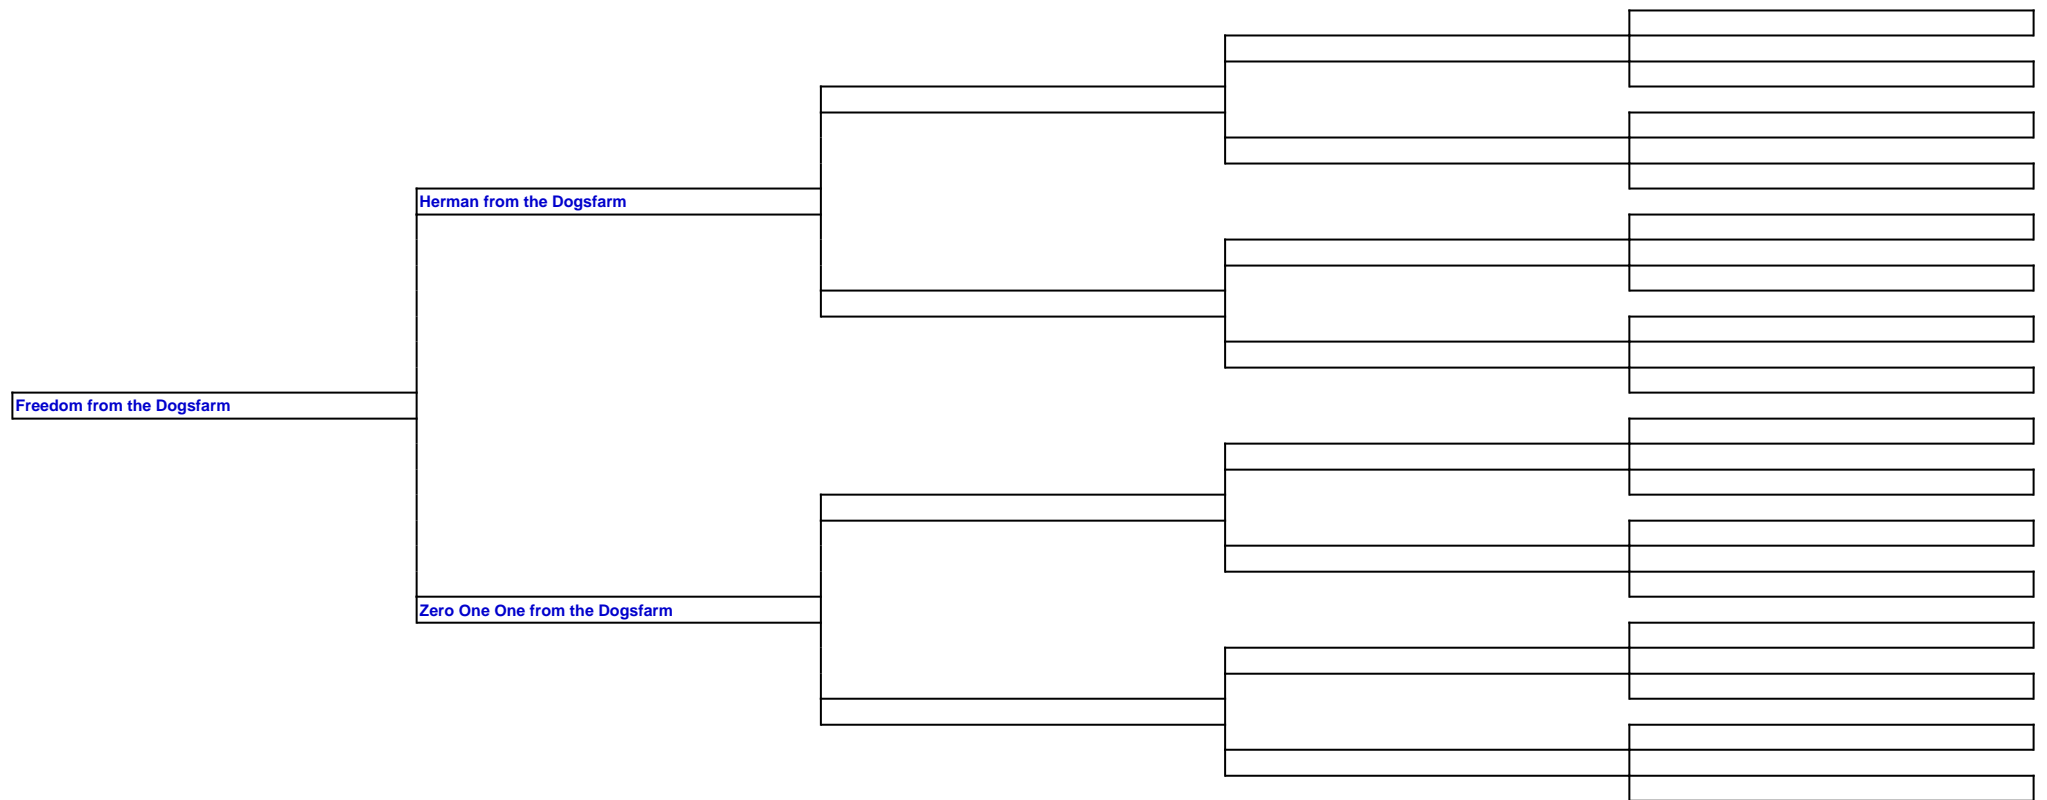 Herman from the Dogsfarm
Freedom from the Dogsfarm
Zero One One from the Dogsfarm